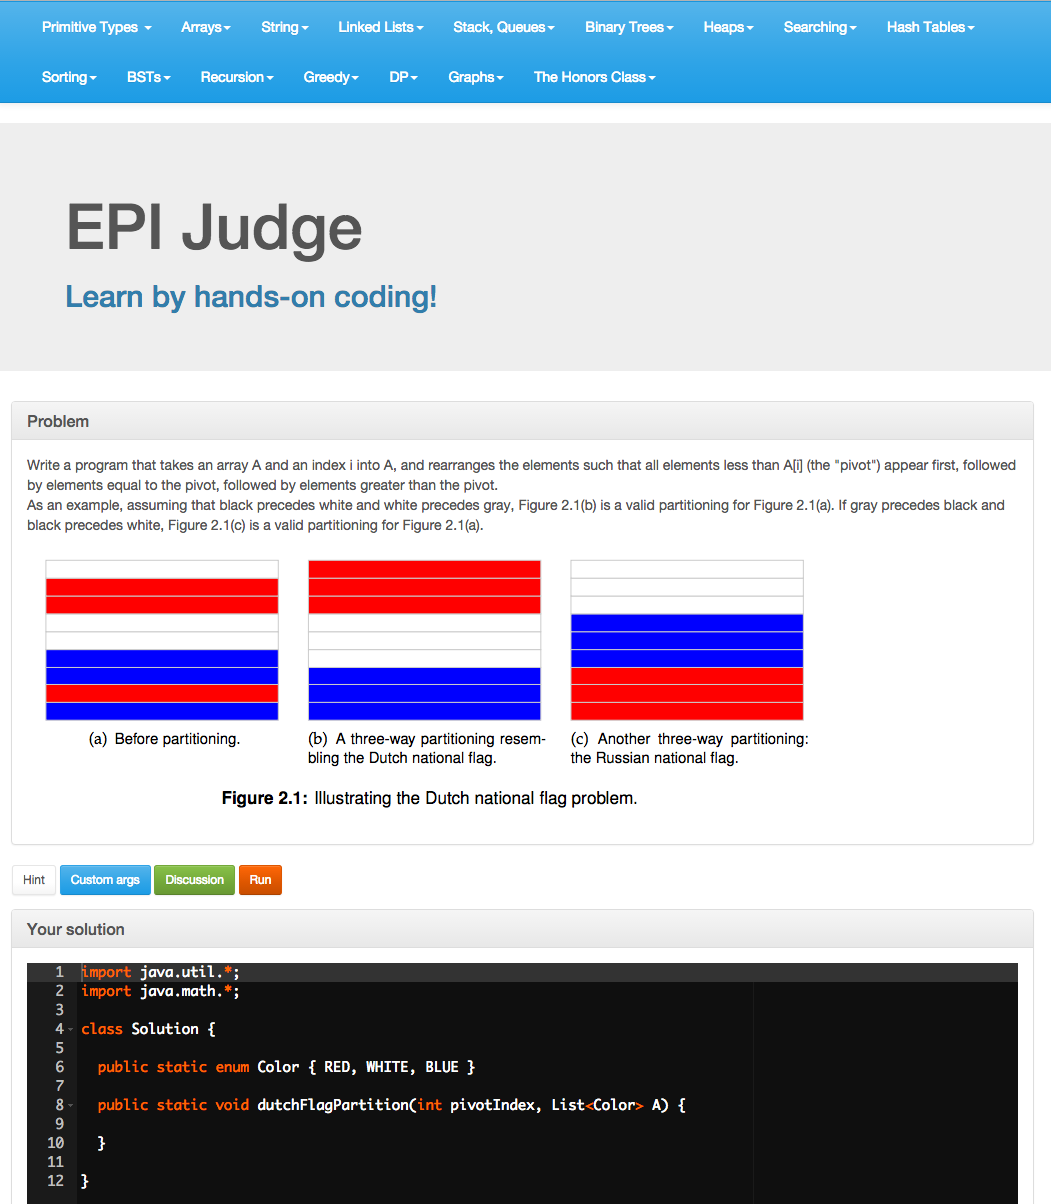 Primitive Types Arrays String Linked Lists Stack, Queues Binary Trees Heaps Searching Hash Tables
Sorting BSTs Recursion Greedy DP Graphs The Honors Class
EPI Judge
Learn by hands-on coding!
Problem
Write a program that takes an array A and an index i into A, and rearranges the elements such that all elements less than A[i] (the "pivot") appear first, followed
by elements equal to the pivot, followed by elements greater than the pivot.
As an example, assuming that black precedes white and white precedes gray, Figure 2.1(b) is a valid partitioning for Figure 2.1(a). If gray precedes black and
black precedes white, Figure 2.1(c) is a valid partitioning for Figure 2.1(a).
(a) Before partitioning.
(b) A three-way partitioning resem-
bling the Dutch national flag.
(c) Another three-way partitioning:
the Russian national flag.
Figure 2.1: Illustrating the Dutch national flag problem.
Hint Custom args Discussion Run
Your solution
1 import java.util.*;
2 import java.math.*;
3
4 class Solution {
5
6 public static enum Color { RED, WHITE, BLUE }
7
8 public static void dutchFlagPartition(int pivotIndex, List<Color> A) {
9
10 }
11
12 }